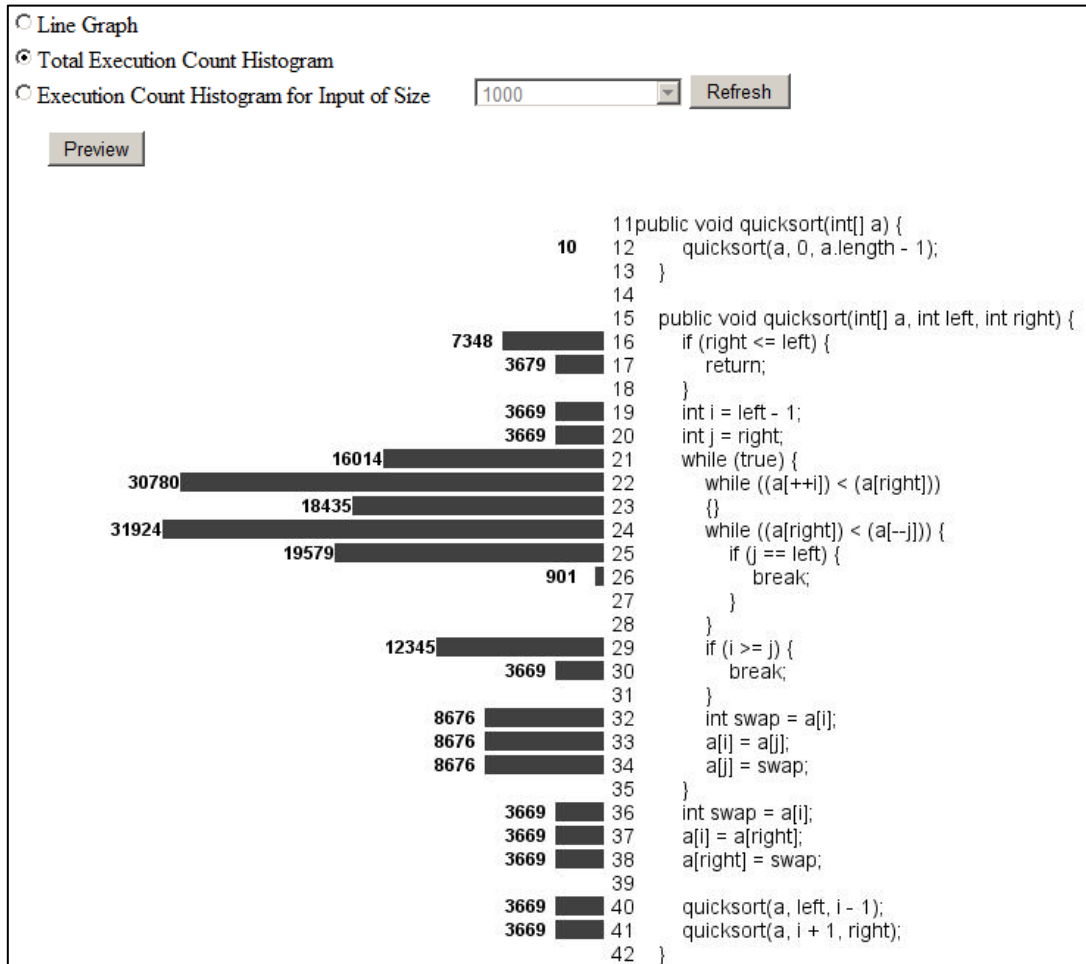 Line Graph
Total Execution Count Histogram
Execution Count Histogram for Input of Size 1000 Refresh
Preview
11public void quicksort(int[] a) {
10 12 quicksort(a, 0, a.length - 1);
13 }
14
15 public void quicksort(int[] a, int left, int right) {
7348 16 if (right <= left) {
3679 17 return;
18 }
3669 19 int i = left - 1;
3669 20 int j = right;
16014 21 while (true) {
30780 22 while ((a[++i]) < (a[right]))
18435 23 {}
31924 24 while ((a[right]) < (a[--j])) {
19579 25 if (j == left) {
901 26 break;
27 }
28 }
12345 29 if (i >= j) {
3669 30 break;
31 }
8676 32 int swap = a[i];
8676 33 a[i] = a[j];
8676 34 a[j] = swap;
35 }
3669 36 int swap = a[i];
3669 37 a[i] = a[right];
3669 38 a[right] = swap;
39
3669 40 quicksort(a, left, i - 1);
3669 41 quicksort(a, i + 1, right);
42 }